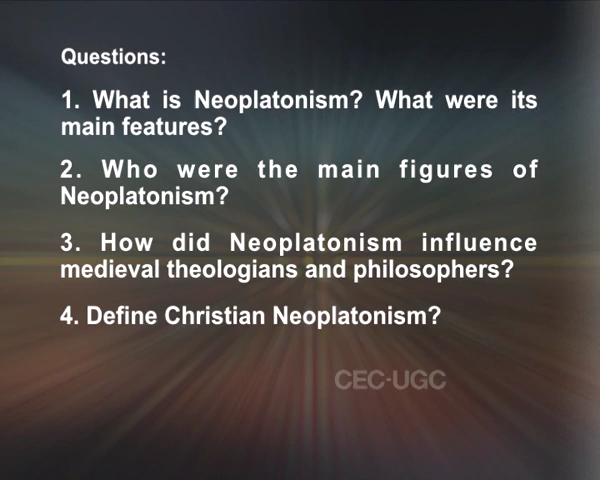 Questions:
1. What is Neoplatonism? What were its
main features?
2. Who were the main figures of
Neoplatonism?
3. How did Neoplatonism influence
medieval theologians and philosophers?
4. Define Christian Neoplatonism?
CEC-UGC